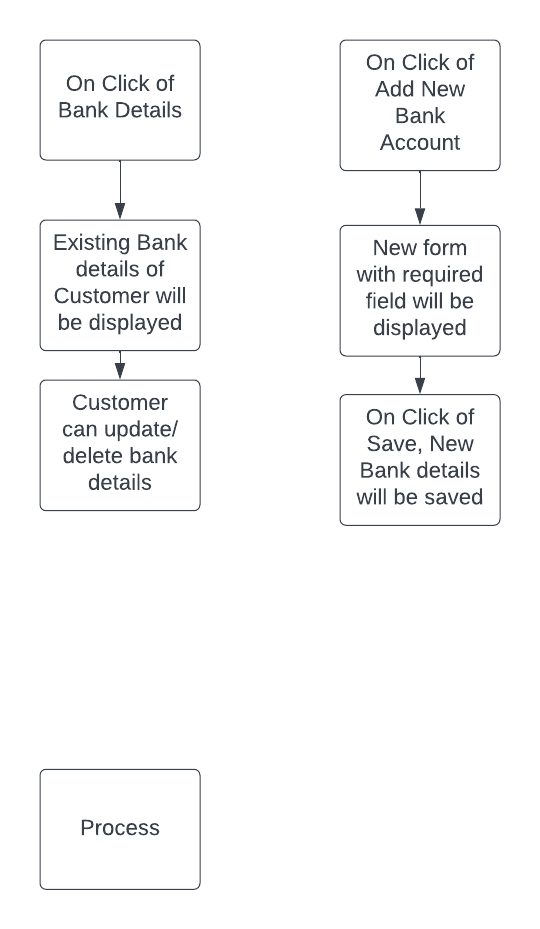 On Click of
Bank Details
Existing Bank
details of
Customer will
be displayed
Customer
can update/
delete bank
details
On Click of
Add New
Bank
Account
New form
with required
field will be
displayed
On Click of
Save, New
Bank details
will be saved
Process